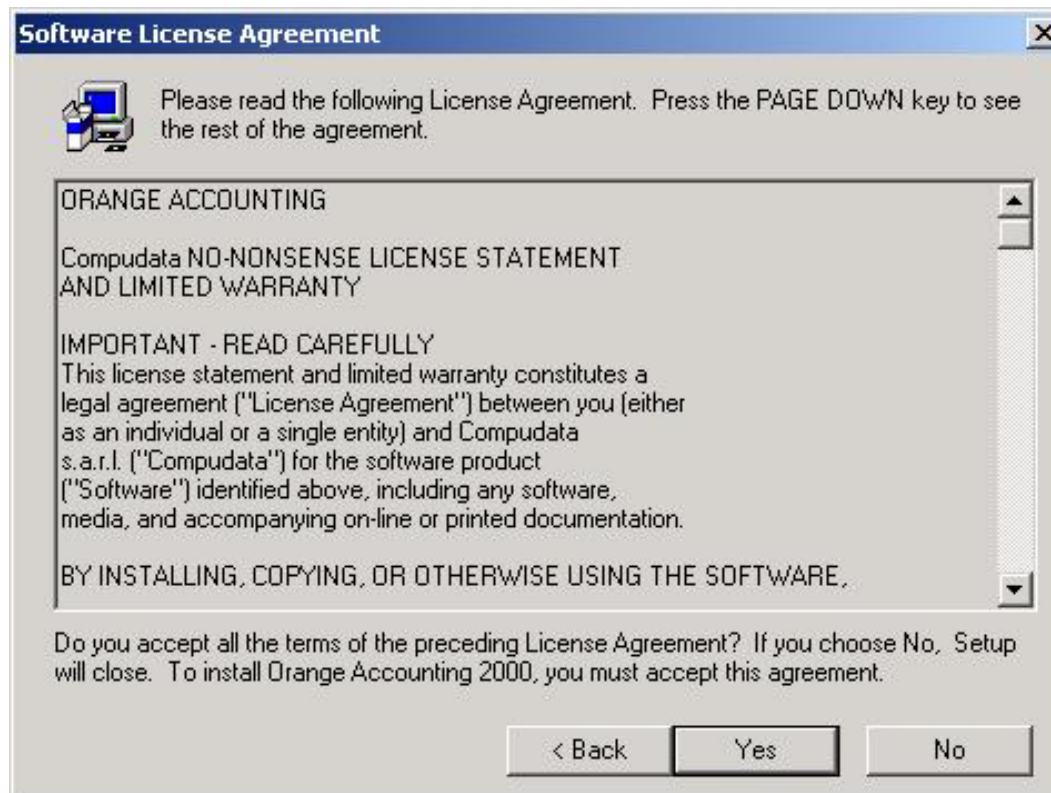 Software License Agreement
Please read the following License Agreement. Press the PAGE DOWN key to see
the rest of the agreement.
ORANGE ACCOUNTING
Compudata NO-NONSENSE LICENSE STATEMENT
AND LIMITED WARRANTY
IMPORTANT - READ CAREFULLY
This license statement and limited warranty constitutes a
legal agreement ("License Agreement") between you (either
as an individual or a single entity) and Compudata
s.a.r.l. ("Compudata") for the software product
("Software") identified above, including any software,
media, and accompanying on-line or printed documentation.
BY INSTALLING, COPYING, OR OTHERWISE USING THE SOFTWARE,
Do you accept all the terms of the preceding License Agreement? If you choose No, Setup
will close. To install Orange Accounting 2000, you must accept this agreement.
< Back Yes No